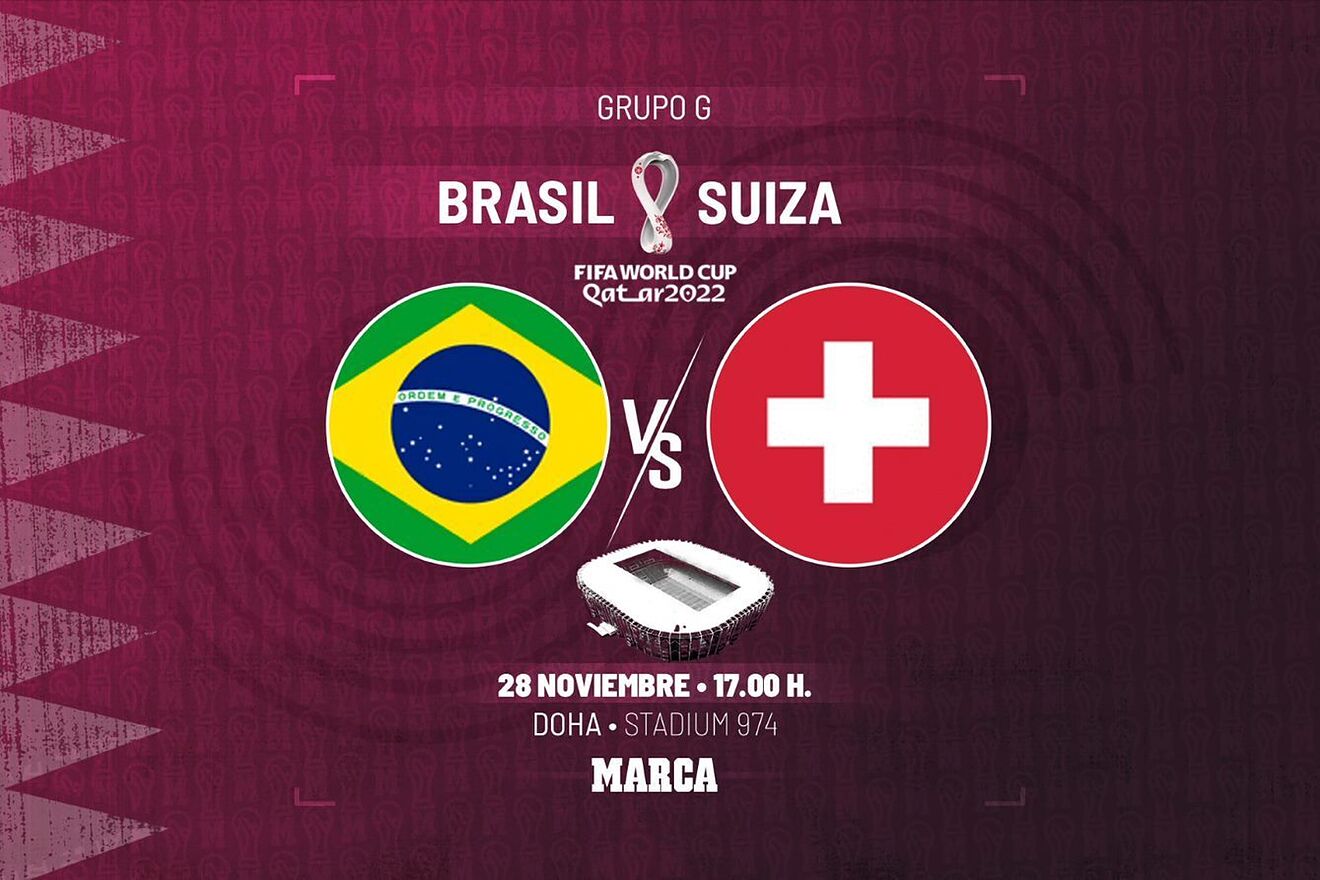 GRUPO G
BRASIL SUIZA
FIFA WORLD CUP
Qatar2022
ORDEM E PROGRESSO
VS
28 NOVIEMBRE • 17.00 H.
DOHA • STADIUM 974
MARCA